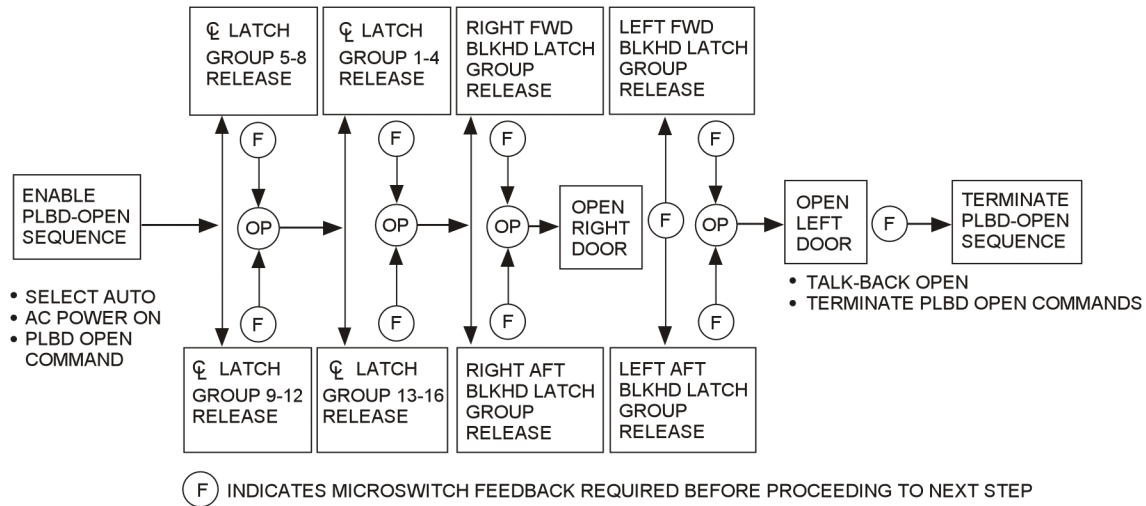 ℄ LATCH
GROUP 5-8
RELEASE
℄ LATCH
GROUP 1-4
RELEASE
RIGHT FWD
BLKHD LATCH
GROUP
RELEASE
LEFT FWD
BLKHD LATCH
GROUP
RELEASE
F
F
F
F
ENABLE
PLBD-OPEN
SEQUENCE
OP
OP
OP
OPEN
RIGHT
DOOR
F
OP
OPEN
LEFT
DOOR
F
TERMINATE
PLBD-OPEN
SEQUENCE
• SELECT AUTO
• AC POWER ON
• PLBD OPEN
COMMAND
• TALK-BACK OPEN
• TERMINATE PLBD OPEN COMMANDS
F
F
F
F
℄ LATCH
GROUP 9-12
RELEASE
℄ LATCH
GROUP 13-16
RELEASE
RIGHT AFT
BLKHD LATCH
GROUP
RELEASE
LEFT AFT
BLKHD LATCH
GROUP
RELEASE
F INDICATES MICROSWITCH FEEDBACK REQUIRED BEFORE PROCEEDING TO NEXT STEP